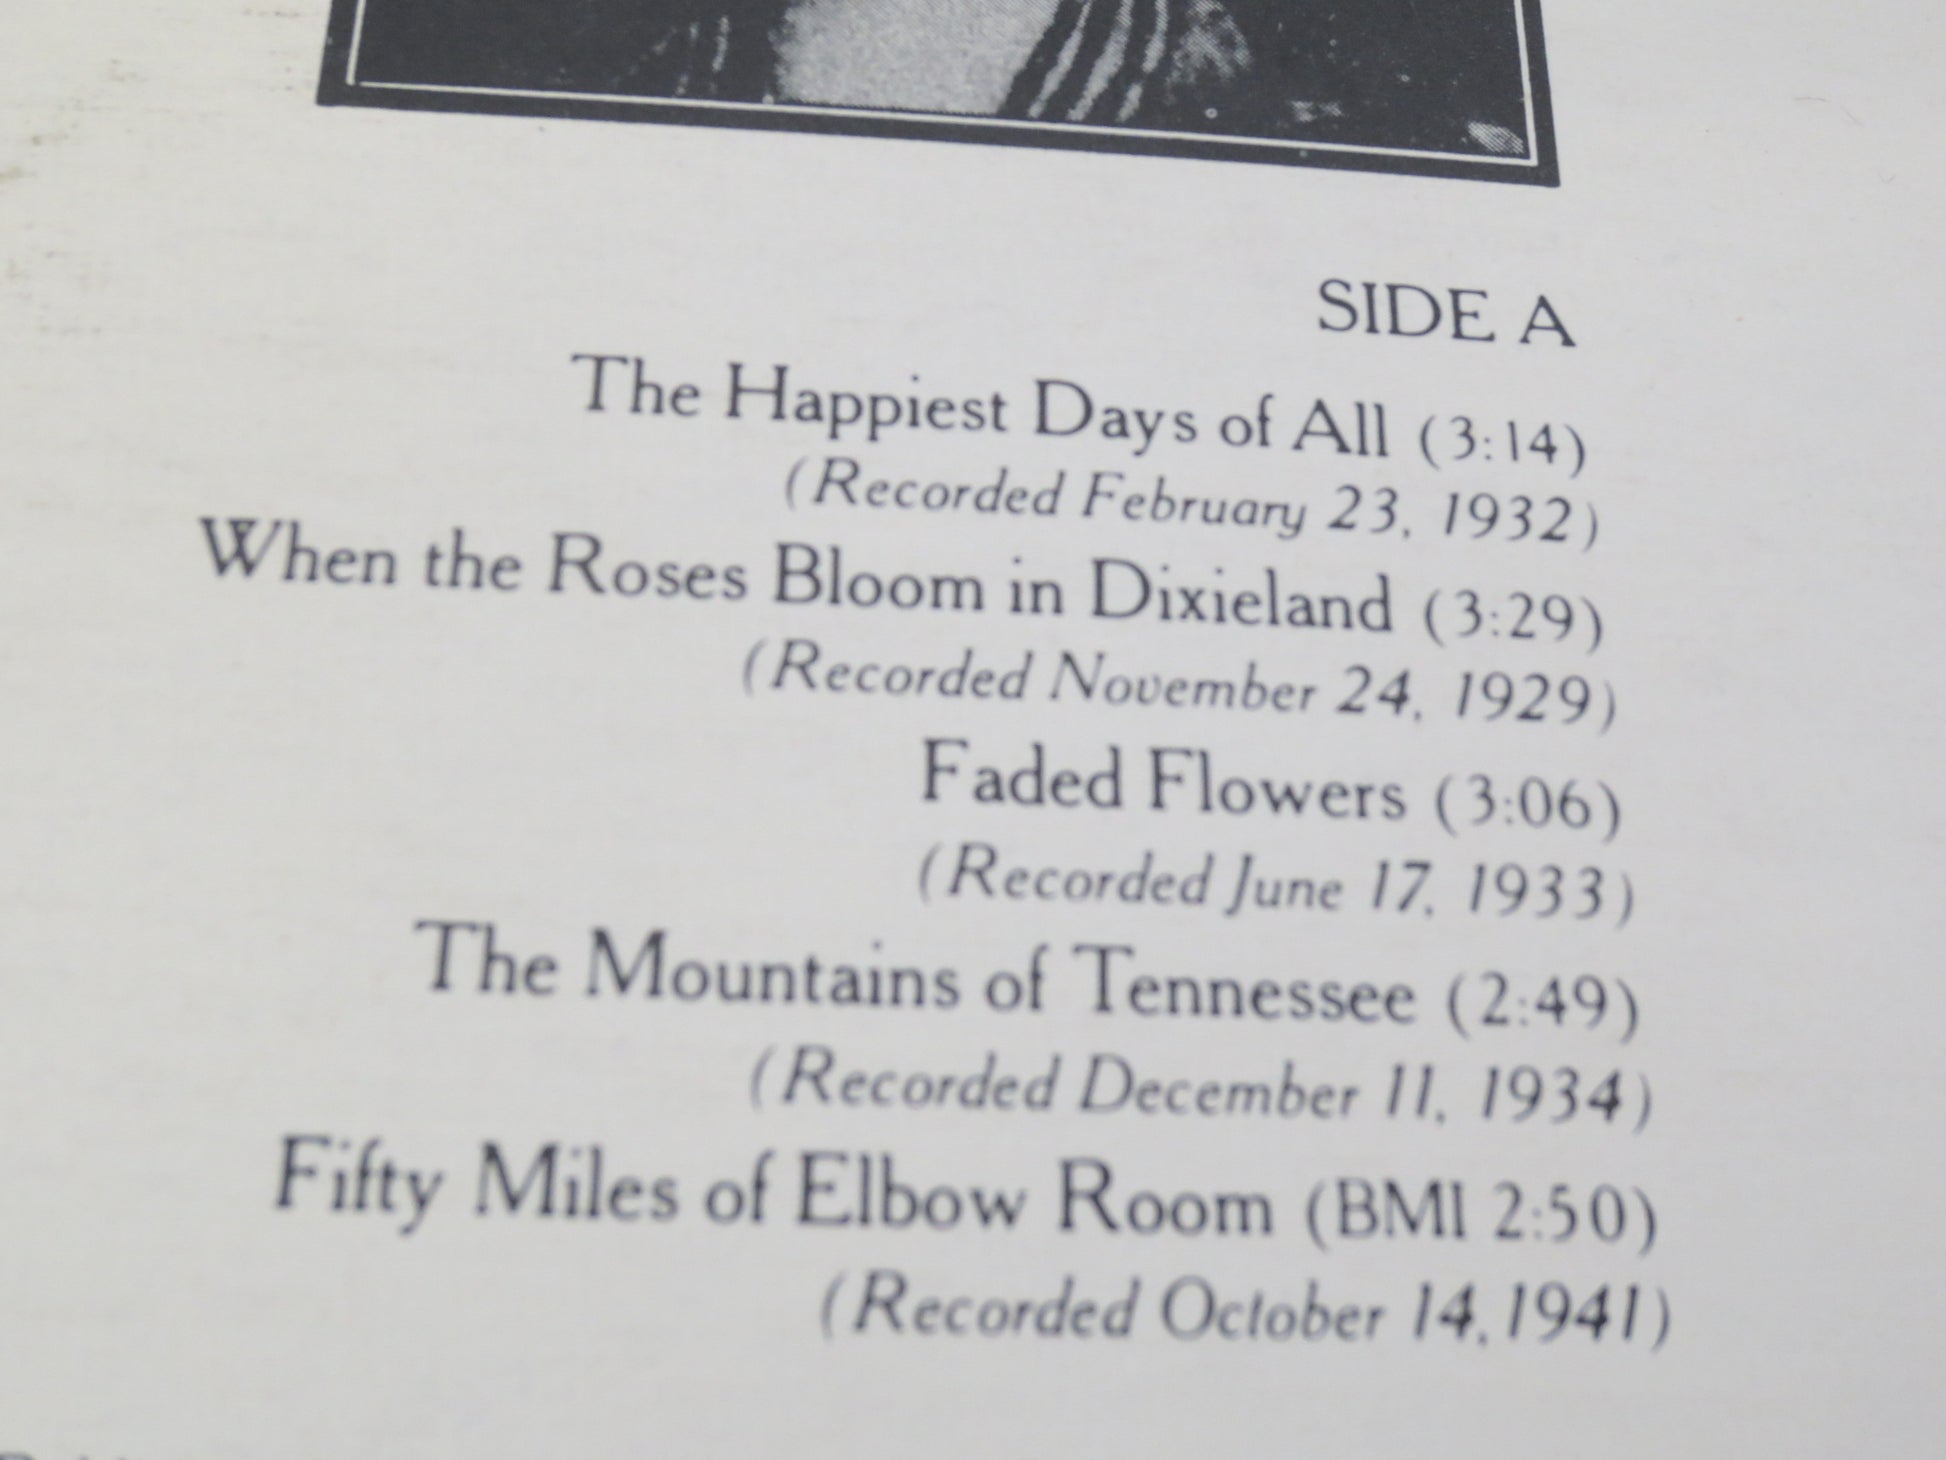 SIDE A
The Happiest Days of All (3:14)
(Recorded February 23, 1932)
When the Roses Bloom in Dixieland (3:29)
(Recorded November 24, 1929)
Faded Flowers (3:06)
(Recorded June 17, 1933)
The Mountains of Tennessee (2:49)
(Recorded December 11, 1934)
Fifty Miles of Elbow Room (BMI 2:50)
(Recorded October 14, 1941)